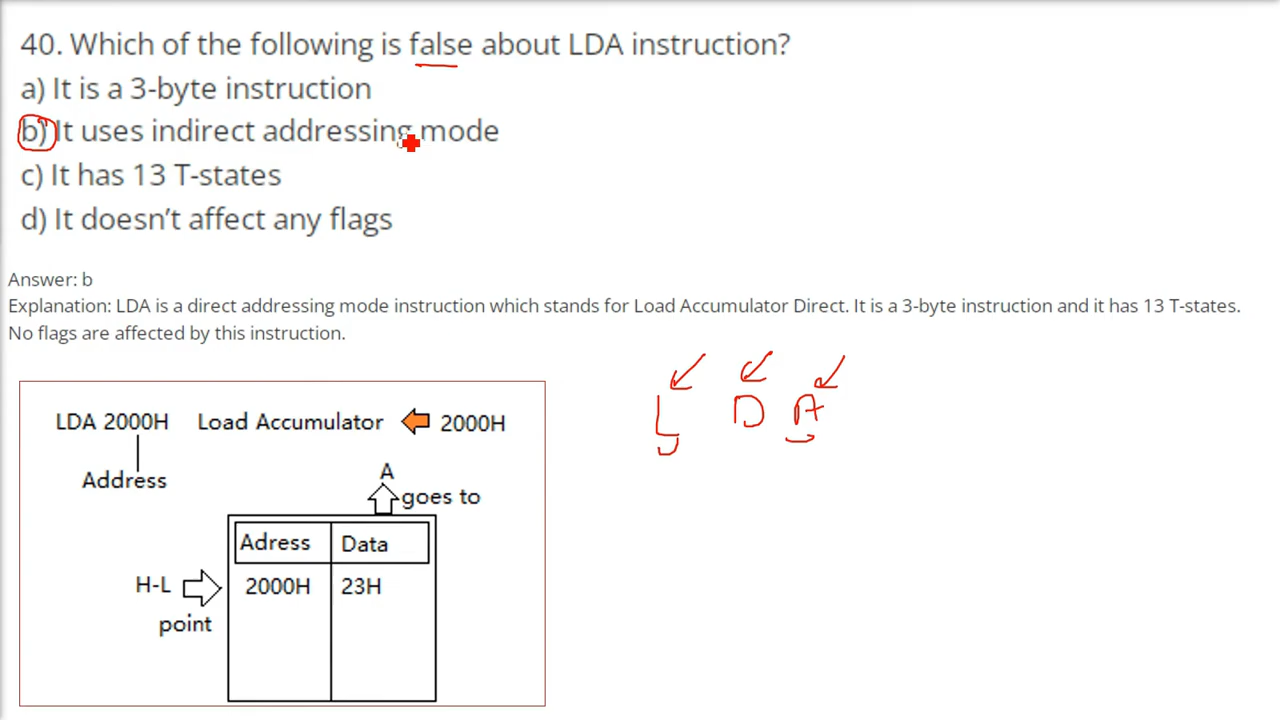 40. Which of the following is false about LDA instruction?
a) It is a 3-byte instruction
b) It uses indirect addressing mode
c) It has 13 T-states
d) It doesn't affect any flags
Answer: b
Explanation: LDA is a direct addressing mode instruction which stands for Load Accumulator Direct. It is a 3-byte instruction and it has 13 T-states.
No flags are affected by this instruction.
L D A
LDA 2000H Load Accumulator 2000H
Address
A
goes to
Adress Data
H-L 2000H 23H
point